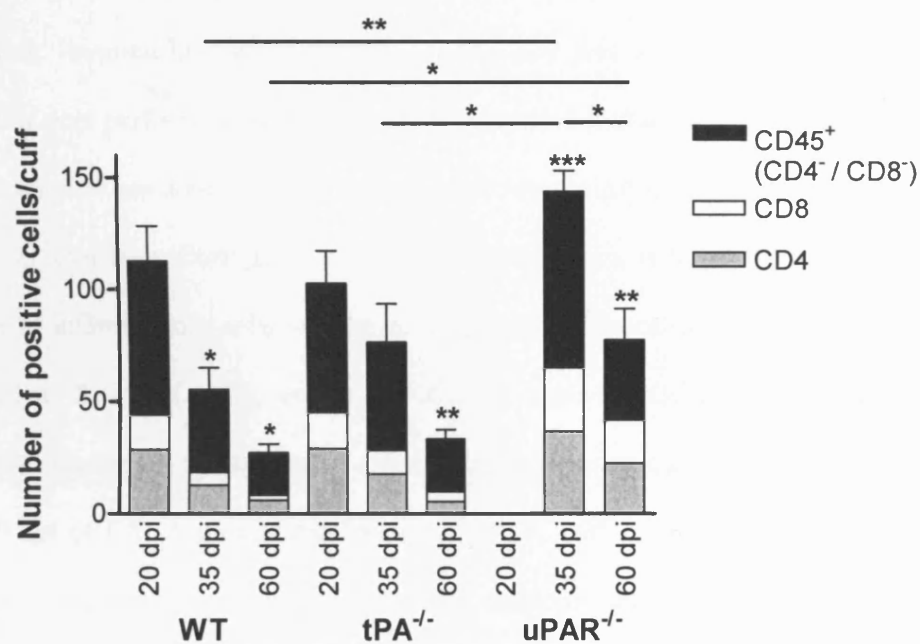 **
*
* *
Number of positive cells/cuff
150
100
50
0
* * *** ** * **
CD45⁺
(CD4⁻ / CD8⁻)
CD8
CD4
20 dpi 35 dpi 60 dpi 20 dpi 35 dpi 60 dpi 20 dpi 35 dpi 60 dpi
WT tPA⁻/⁻ uPAR⁻/⁻